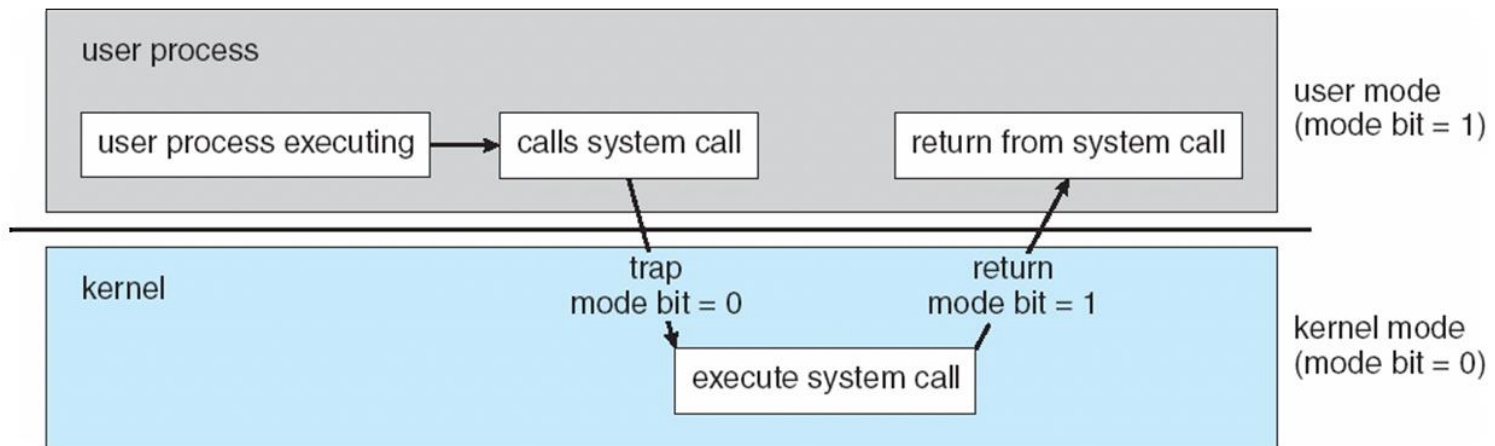 user process
user process executing
calls system call
return from system call
user mode
(mode bit = 1)
kernel
trap
mode bit = 0
return
mode bit = 1
execute system call
kernel mode
(mode bit = 0)